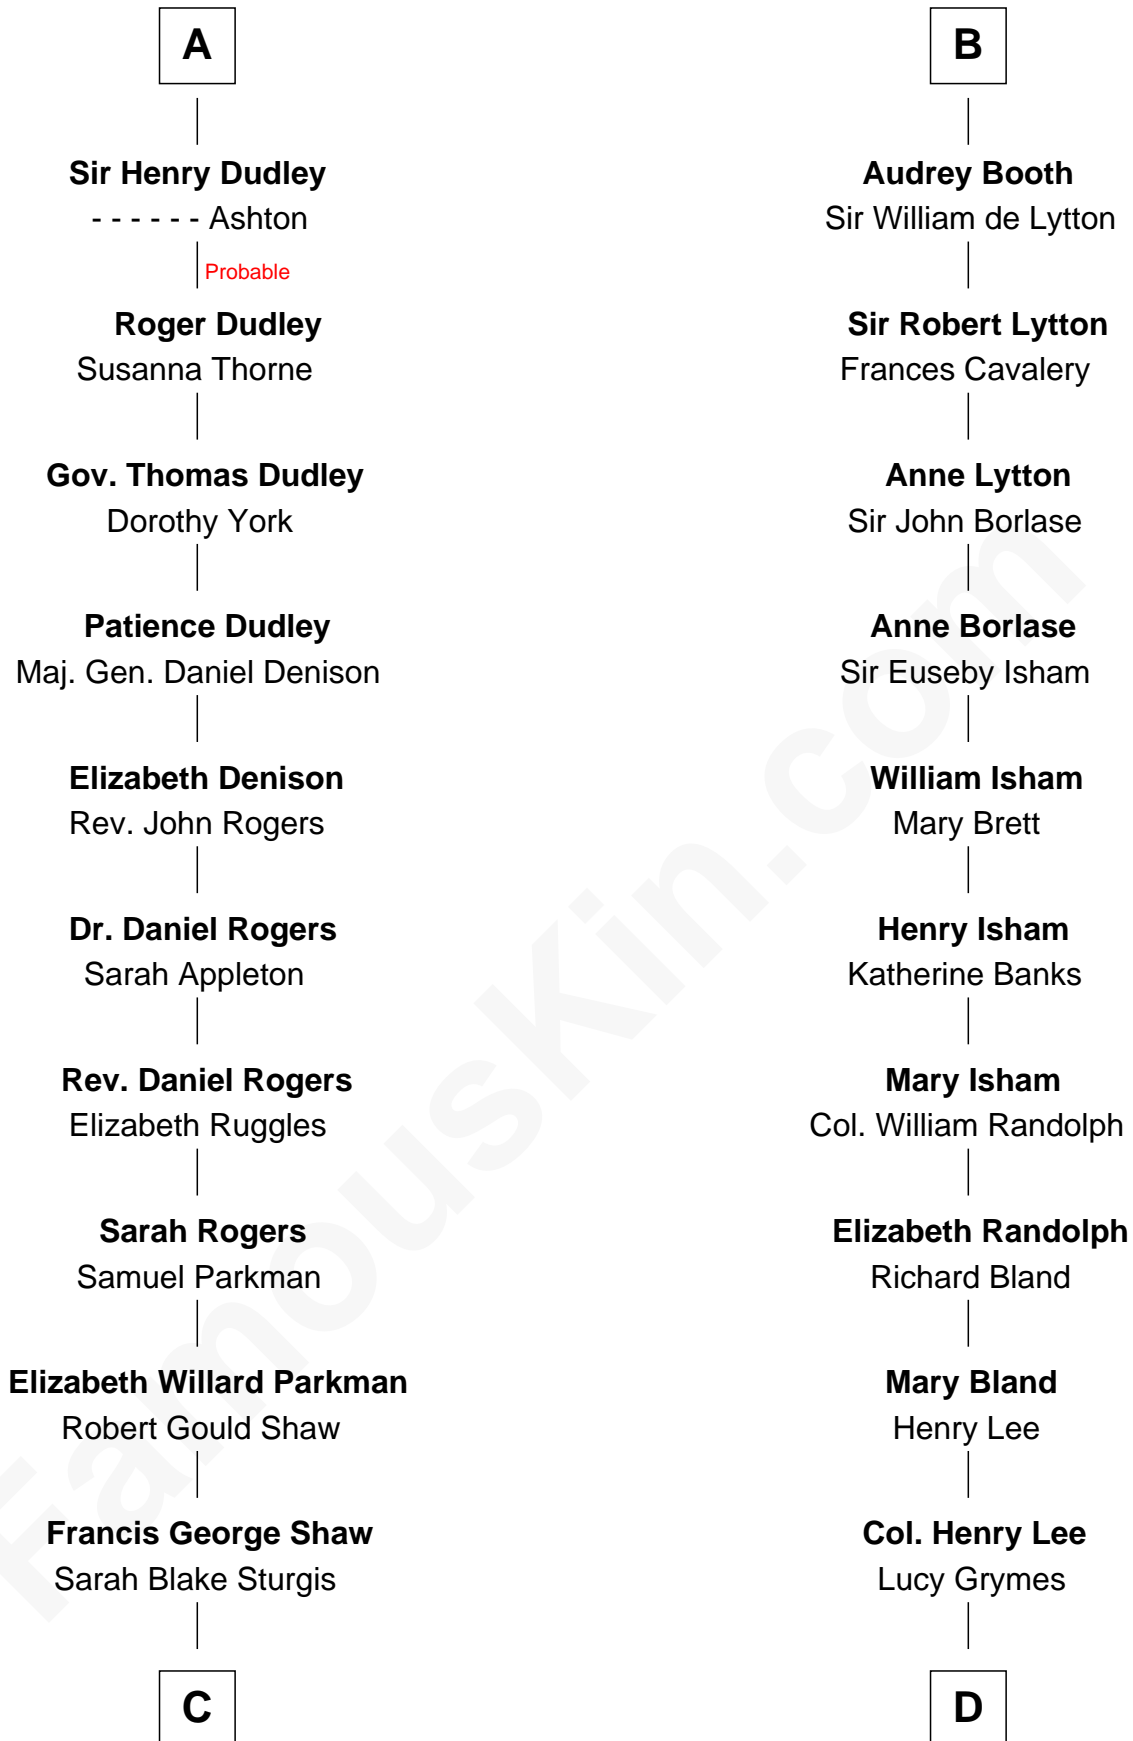 A
Sir Henry Dudley
- - - - - - Ashton
Probable
Roger Dudley
Susanna Thorne
Gov. Thomas Dudley
Dorothy York
Patience Dudley
Maj. Gen. Daniel Denison
Elizabeth Denison
Rev. John Rogers
Dr. Daniel Rogers
Sarah Appleton
Rev. Daniel Rogers
Elizabeth Ruggles
Sarah Rogers
Samuel Parkman
Elizabeth Willard Parkman
Robert Gould Shaw
Francis George Shaw
Sarah Blake Sturgis
C
B
Audrey Booth
Sir William de Lytton
Sir Robert Lytton
Frances Cavalery
Anne Lytton
Sir John Borlase
Anne Borlase
Sir Euseby Isham
William Isham
Mary Brett
Henry Isham
Katherine Banks
Mary Isham
Col. William Randolph
Elizabeth Randolph
Richard Bland
Mary Bland
Henry Lee
Col. Henry Lee
Lucy Grymes
D
FamousKin.com